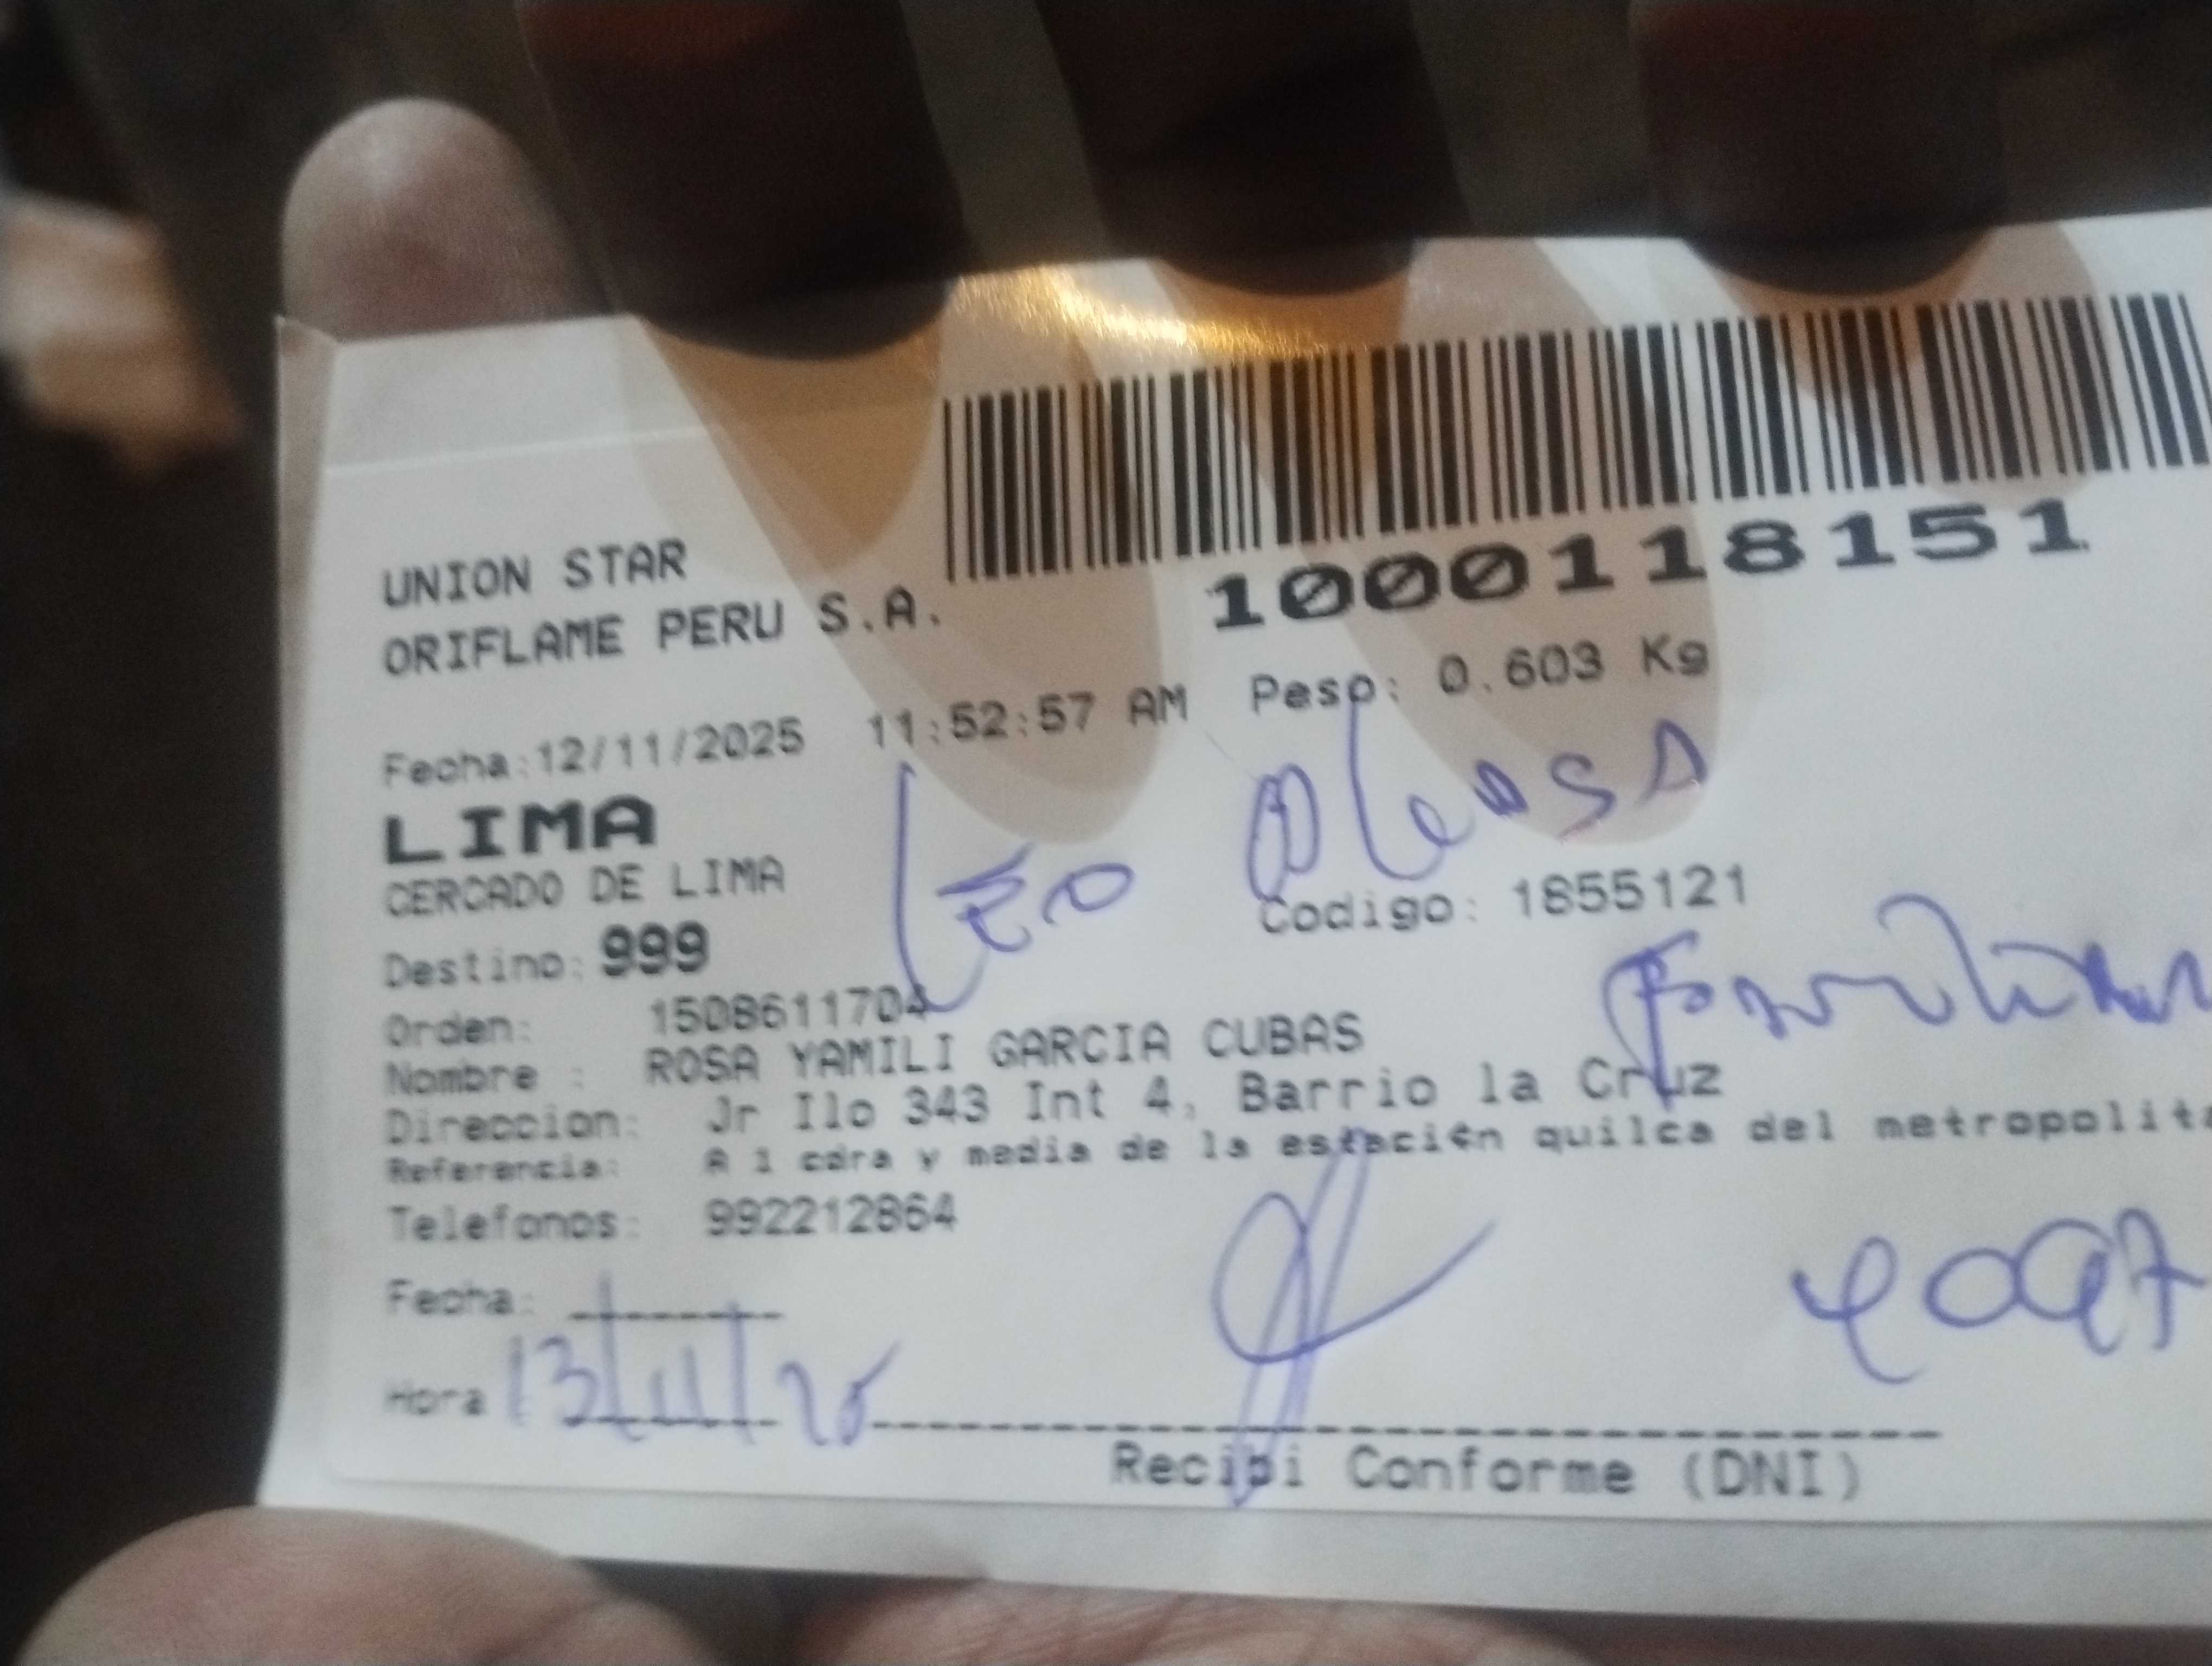 1000118151
UNION STAR
ORIFLAME PERU S.A.
Fecha:12/11/2025 11:52:57 AM Peso: 0.603 Kg
LIMA
CERCADO DE LIMA
Leo
Destino: 999 Codigo: 1855121
Orden: 1508611704
Nombre : ROSA YAMILI GARCIA CUBAS
Direccion: Jr Ilo 343 Int 4, Barrio la Cruz
Referencia: A 1 cdra y media de la estaci¢n quilca del metropolit
Telefonos: 992212864
Fecha:
Hora 13/11/25
Recibi Conforme (DNI)